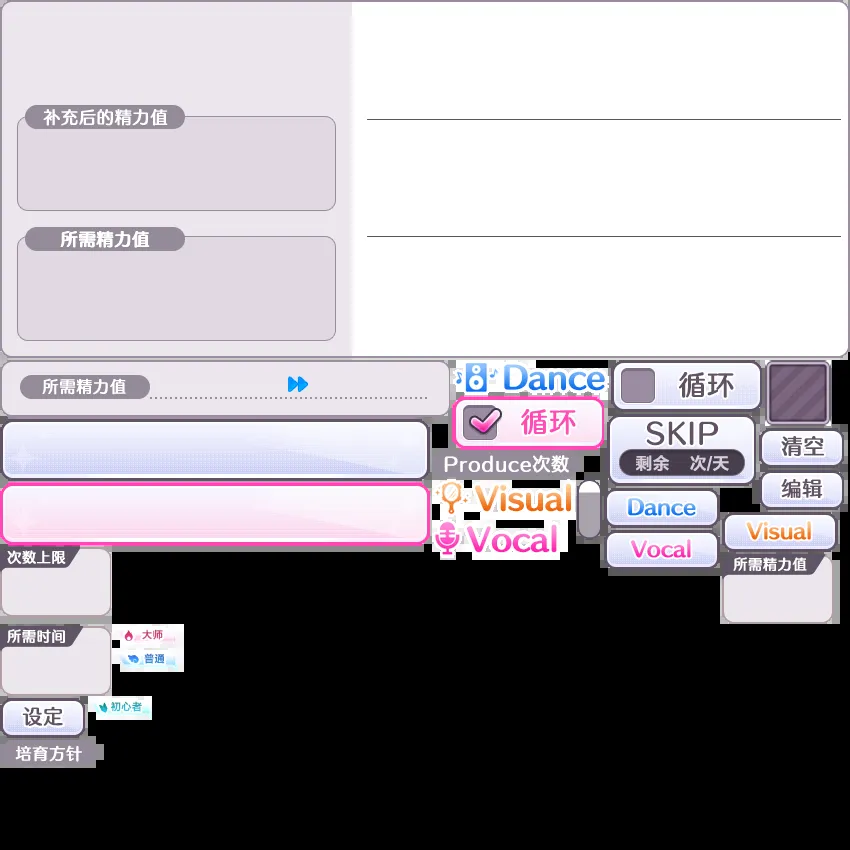 补充后的精力值
所需精力值
所需精力值
Dance
循环
循环
SKIP
剩余 次/天
清空
Produce次数
编辑
Visual
Dance
Vocal
Visual
Vocal
次数上限
所需精力值
所需时间
大师
普通
初心者
设定
培育方针